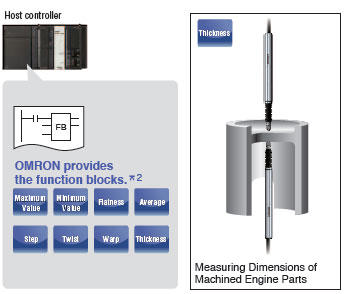 Host controller
FB
OMRON provides
the function blocks.*2
Maximum Value
Minimum Value
Flatness
Average
Step
Twist
Warp
Thickness
Thickness
Measuring Dimensions of
Machined Engine Parts